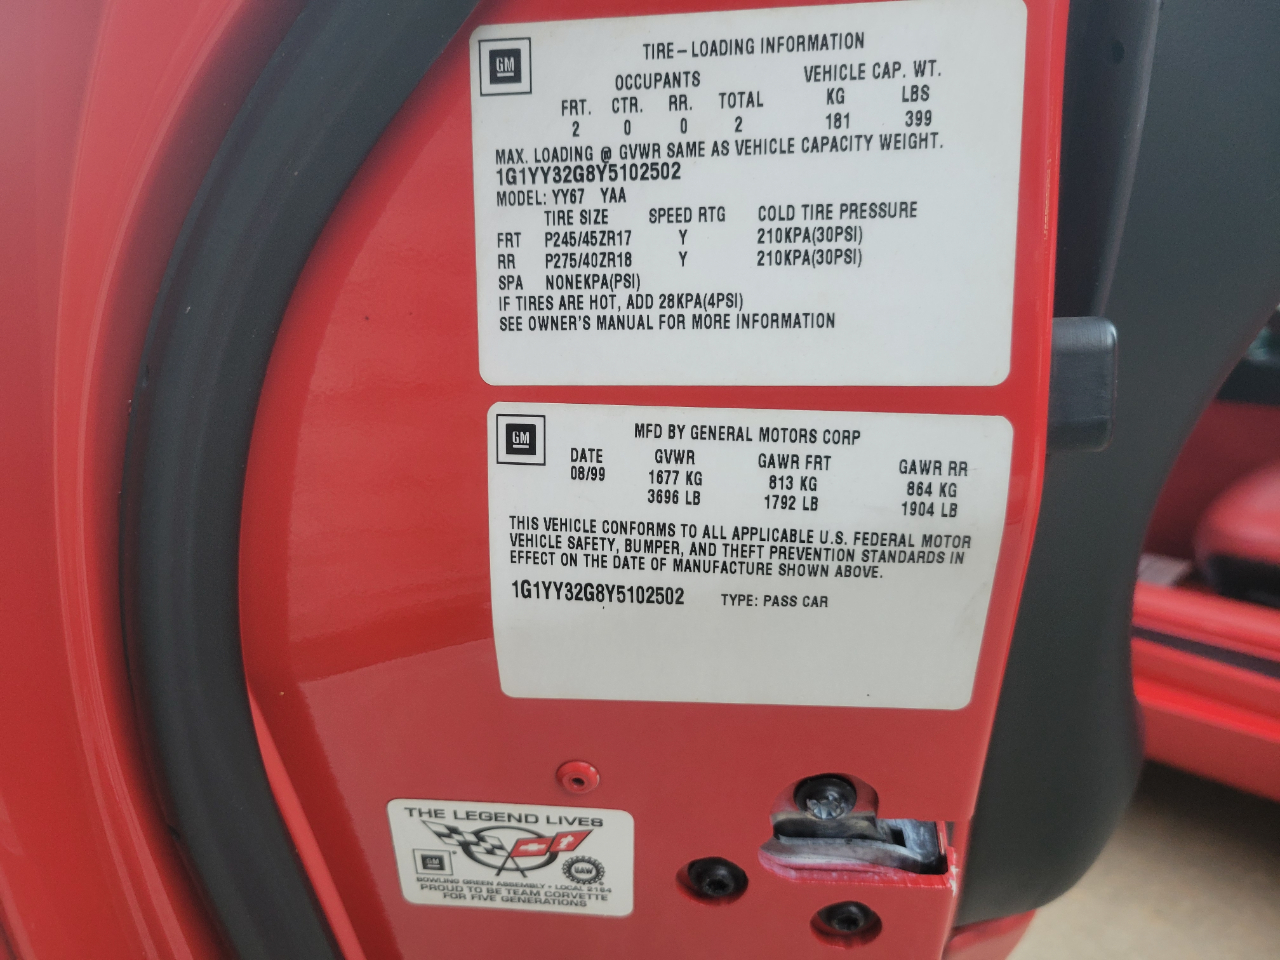 GM
TIRE-LOADING INFORMATION
OCCUPANTS VEHICLE CAP. WT.
FRT. CTR. RR. TOTAL KG LBS
2 0 0 2 181 399
MAX. LOADING @ GVWR SAME AS VEHICLE CAPACITY WEIGHT.
1G1YY32G8Y5102502
MODEL: YY67 YAA
TIRE SIZE SPEED RTG COLD TIRE PRESSURE
FRT P245/45ZR17 Y 210KPA(30PSI)
RR P275/40ZR18 Y 210KPA(30PSI)
SPA NONEKPA(PSI)
IF TIRES ARE HOT, ADD 28KPA(4PSI)
SEE OWNER'S MANUAL FOR MORE INFORMATION
GM
MFD BY GENERAL MOTORS CORP
DATE GVWR GAWR FRT GAWR RR
08/99 1677 KG 813 KG 864 KG
3696 LB 1792 LB 1904 LB
THIS VEHICLE CONFORMS TO ALL APPLICABLE U.S. FEDERAL MOTOR
VEHICLE SAFETY, BUMPER, AND THEFT PREVENTION STANDARDS IN
EFFECT ON THE DATE OF MANUFACTURE SHOWN ABOVE.
1G1YY32G8Y5102502 TYPE: PASS CAR
THE LEGEND LIVES
GM UAW
BOWLING GREEN ASSEMBLY • LOCAL 2164
PROUD TO BE TEAM CORVETTE
FOR FIVE GENERATIONS